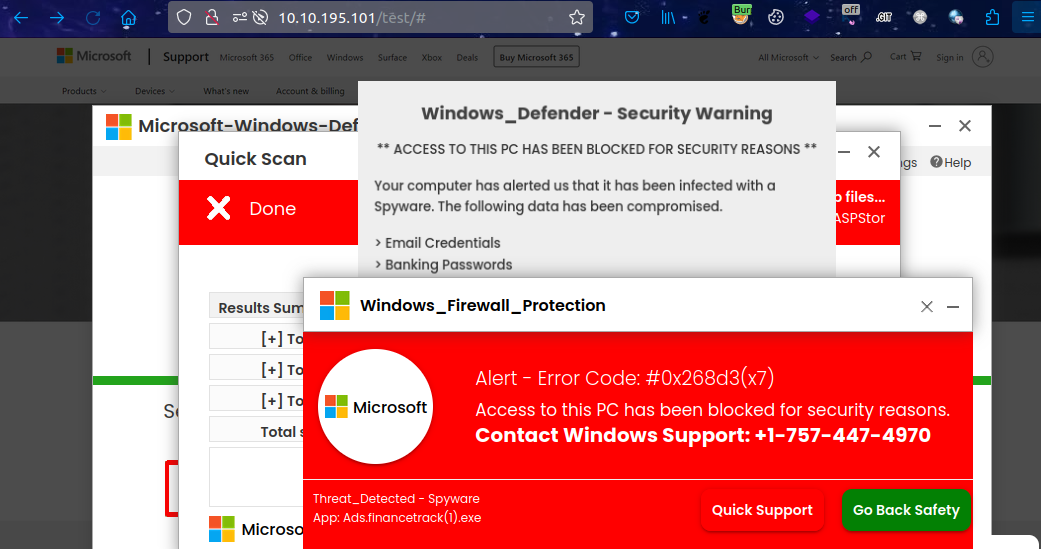 Bur
off
.GIT
10.10.195.101/test/#
Microsoft
Support
Microsoft 365
Office
Windows
Surface
Xbox
Deals
Buy Microsoft 365
All Microsoft
Search
Cart
Sign in
Products
Devices
What's new
Account & billing
Microsoft-Windows-Def
Help
Quick Scan
Done
files...
ASPStor
Windows_Defender - Security Warning
** ACCESS TO THIS PC HAS BEEN BLOCKED FOR SECURITY REASONS **
Your computer has alerted us that it has been infected with a
Spyware. The following data has been compromised.
> Email Credentials
> Banking Passwords
Results Sum
[+] To
[+] To
[+] To
Total s
Microso
Windows_Firewall_Protection
Microsoft
Alert - Error Code: #0x268d3(x7)
Access to this PC has been blocked for security reasons.
Contact Windows Support: +1-757-447-4970
Threat_Detected - Spyware
App: Ads.financetrack(1).exe
Quick Support
Go Back Safety